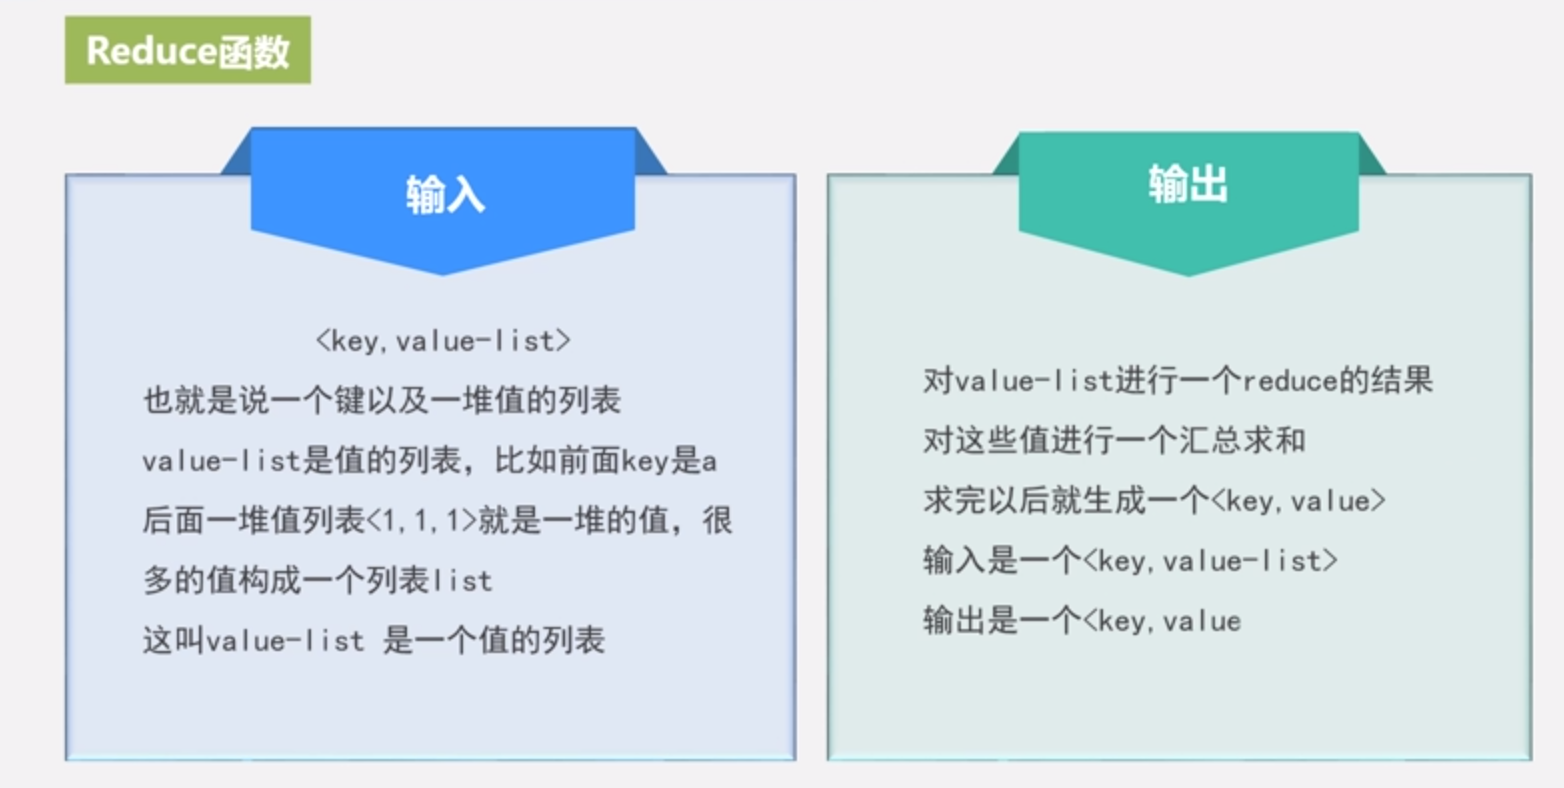 Reduce函数
输入
<key,value-list>
也就是说一个键以及一堆值的列表
value-list是值的列表，比如前面key是a
后面一堆值列表<1,1,1>就是一堆的值，很
多的值构成一个列表list
这叫value-list 是一个值的列表
输出
对value-list进行一个reduce的结果
对这些值进行一个汇总求和
求完以后就生成一个<key,value>
输入是一个<key,value-list>
输出是一个<key,value